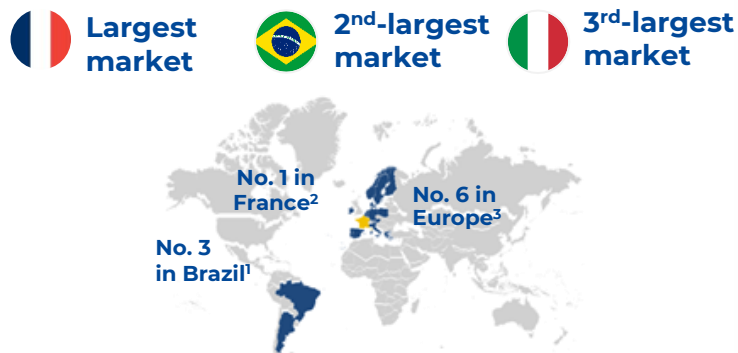 Largest
market
2nd-largest
market
3rd-largest
market
No. 1 in
France²
No. 6 in
Europe³
No. 3
in Brazil¹